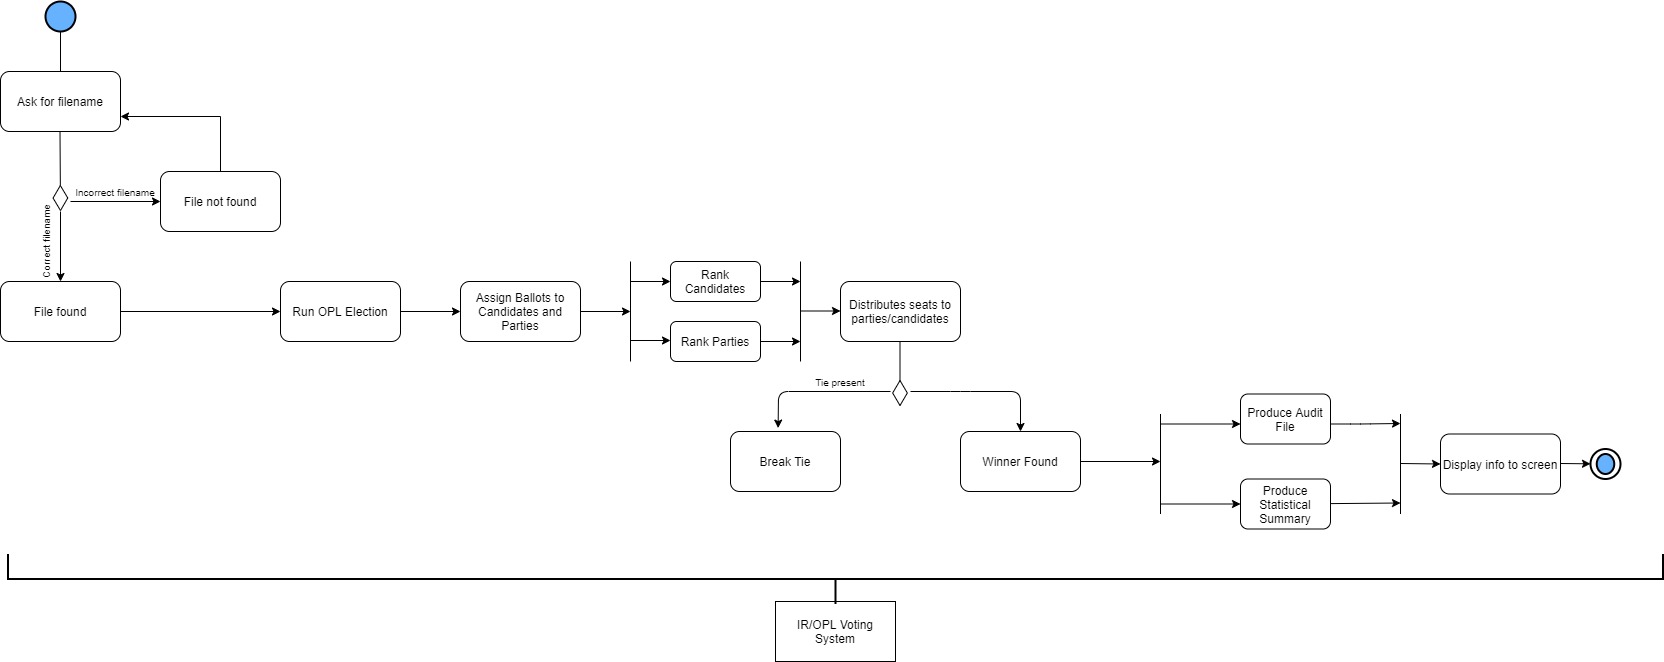 Ask for filename
Incorrect filename
File not found
Correct filename
File found
Run OPL Election
Assign Ballots to
Candidates and
Parties
Rank
Candidates
Rank Parties
Distributes seats to
parties/candidates
Tie present
Break Tie
Winner Found
Produce Audit
File
Produce
Statistical
Summary
Display info to screen
IR/OPL Voting
System